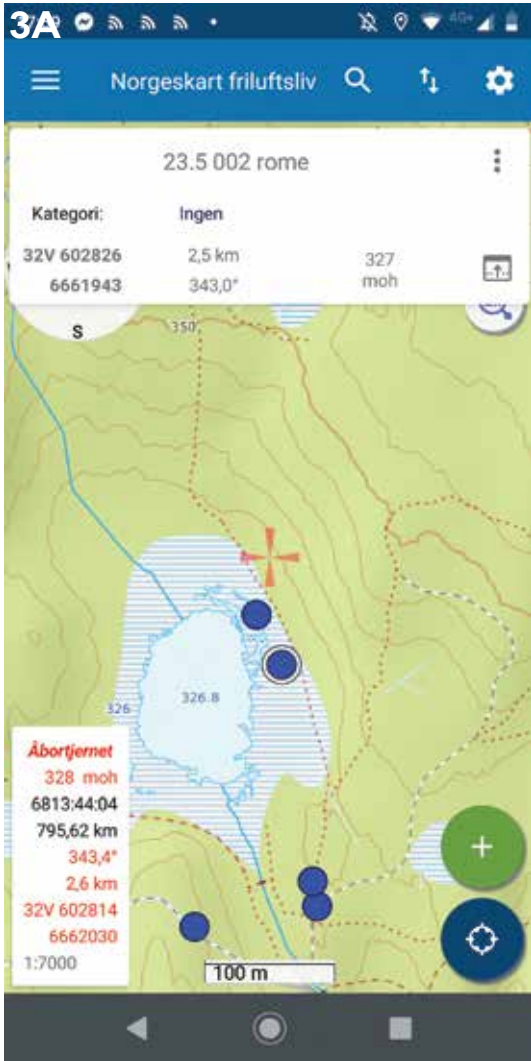 3A
4G+
Norgeskart friluftsliv
23.5 002 rome
Kategori: Ingen
32V 602826 2,5 km 327
6661943 343,0° moh
S
350
326
326.8
Åbortjernet
328 moh
6813:44:04
795,62 km
343,4°
2,6 km
32V 602814
6662030
1:7000
100 m